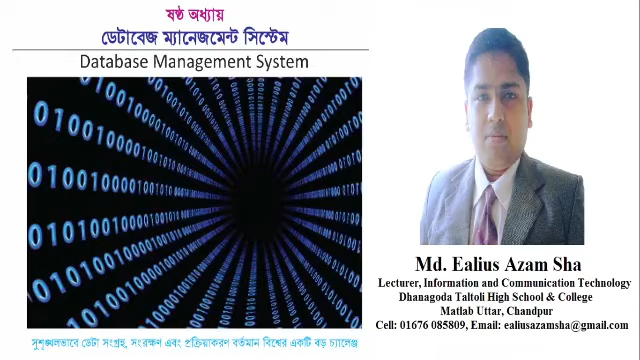 ষষ্ঠ অধ্যায়
ডেটাবেজ ম্যানেজমেন্ট সিস্টেম
Database Management System
সুশৃঙ্খলভাবে ডেটা সংগ্রহ, সংরক্ষণ এবং প্রক্রিয়াকরণ বর্তমান বিশ্বের একটি বড় চ্যালেঞ্জ
Md. Ealius Azam Sha
Lecturer, Information and Communication Technology
Dhanagoda Taltoli High School & College
Matlab Uttar, Chandpur
Cell: 01676 085809, Email: ealiusazamsha@gmail.com